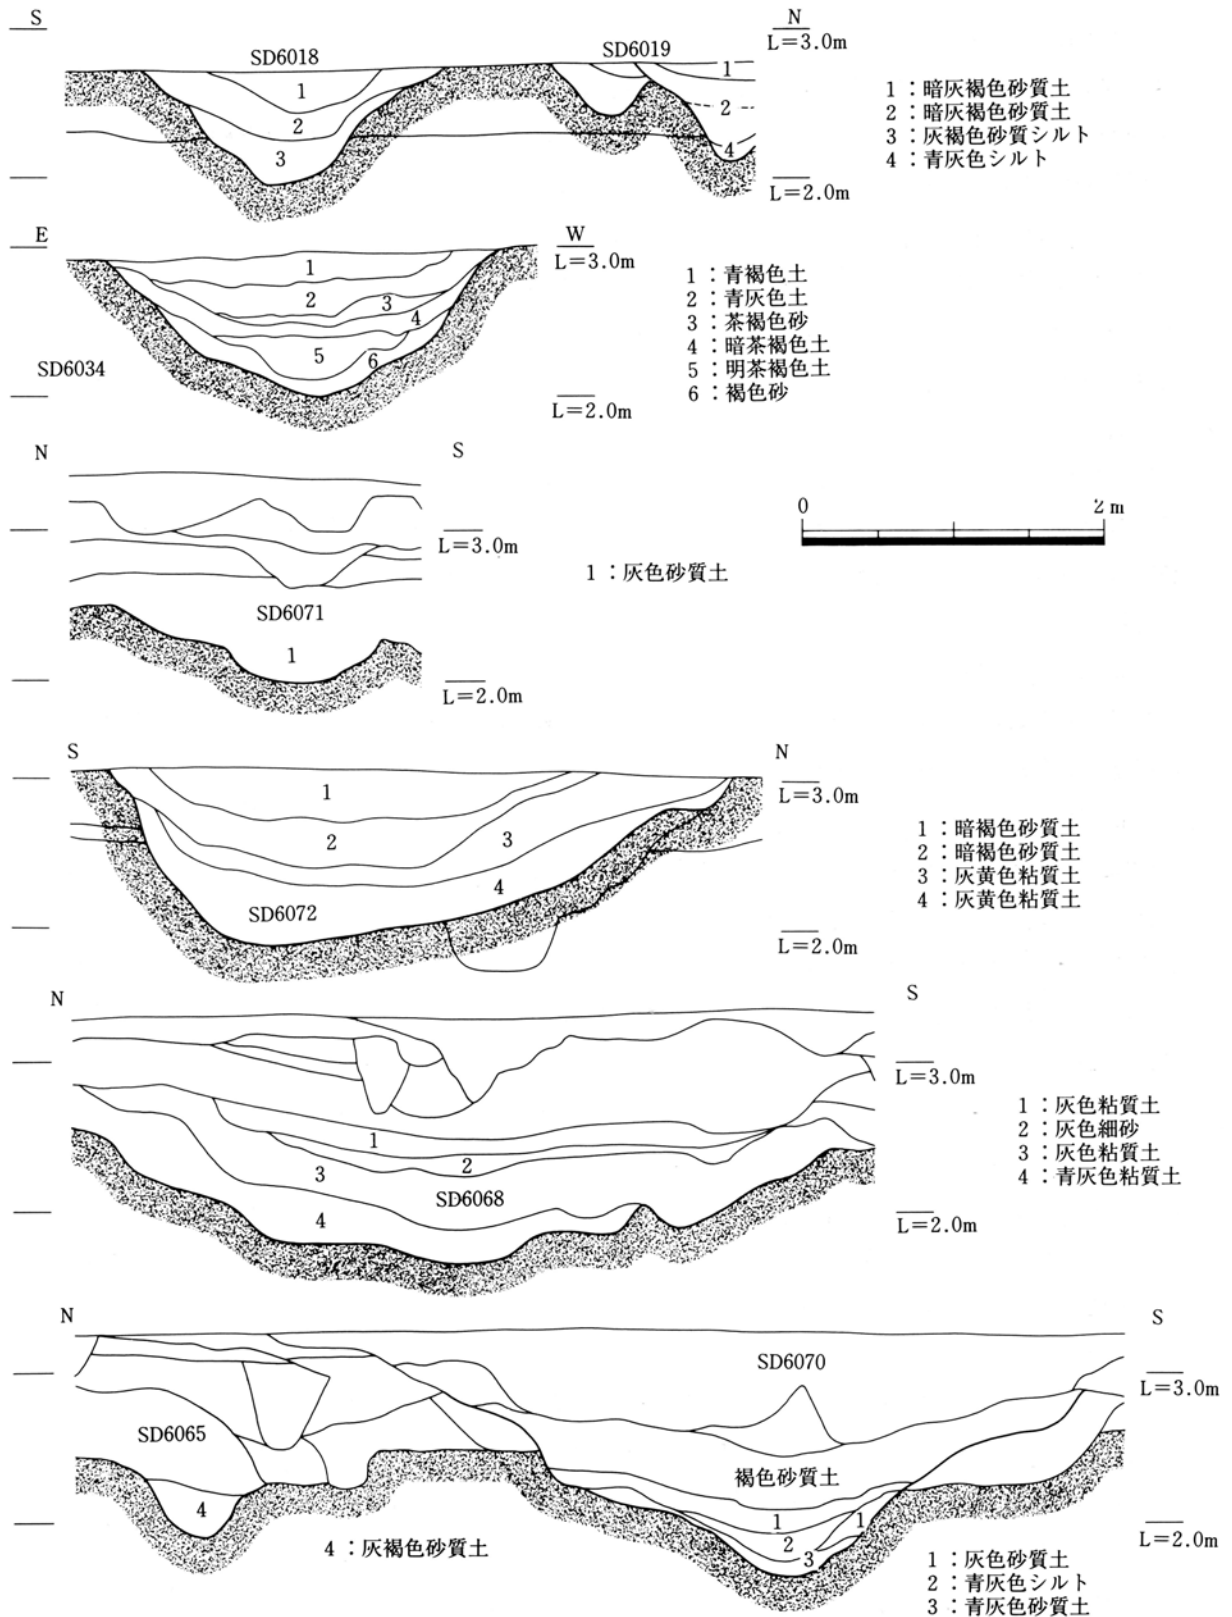 S
N
L=3.0m
SD6018
SD6019
1
2
3
1
2
4
L=2.0m
1：暗灰褐色砂質土
2：暗灰褐色砂質土
3：灰褐色砂質シルト
4：青灰色シルト
E
W
L=3.0m
1
2
3
4
5
6
SD6034
L=2.0m
1：青褐色土
2：青灰色土
3：茶褐色砂
4：暗茶褐色土
5：明茶褐色土
6：褐色砂
N
S
L=3.0m
SD6071
1
L=2.0m
1：灰色砂質土
0
2m
S
N
L=3.0m
1
2
3
4
SD6072
L=2.0m
1：暗褐色砂質土
2：暗褐色砂質土
3：灰黄色粘質土
4：灰黄色粘質土
N
S
L=3.0m
1
2
3
SD6068
4
L=2.0m
1：灰色粘質土
2：灰色細砂
3：灰色粘質土
4：青灰色粘質土
N
S
SD6070
L=3.0m
SD6065
褐色砂質土
4
1
1
2
3
L=2.0m
4：灰褐色砂質土
1：灰色砂質土
2：青灰色シルト
3：青灰色砂質土